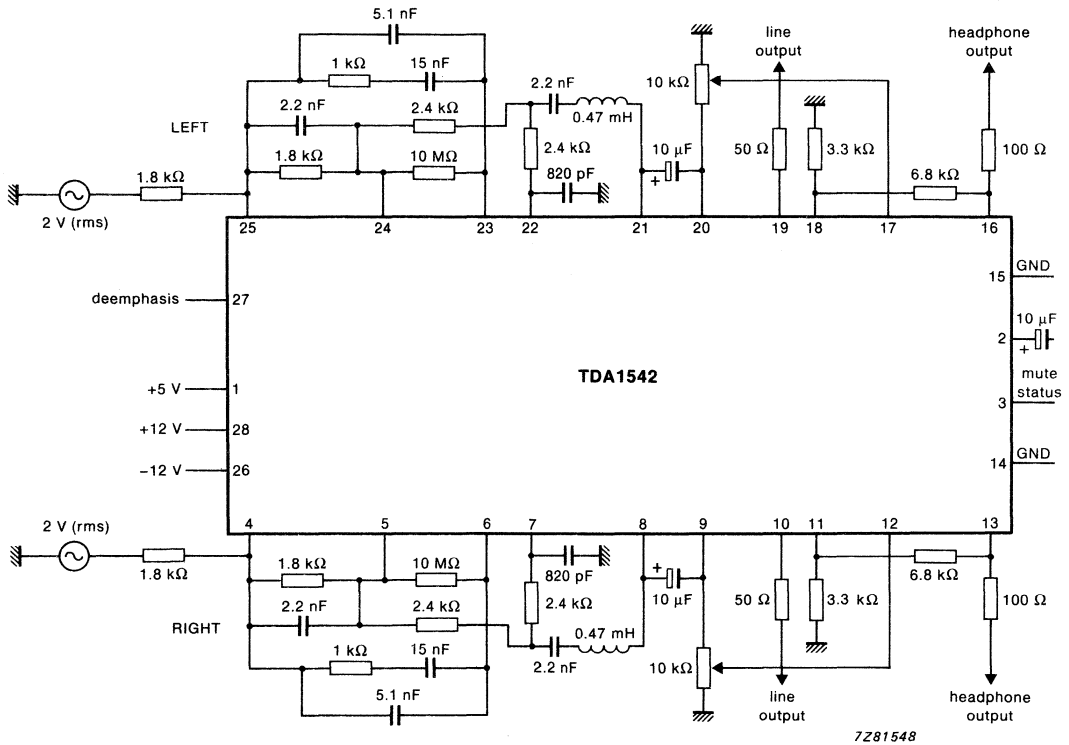 5.1 nF
1 kΩ
15 nF
2.2 nF
2.4 kΩ
LEFT
1.8 kΩ
10 MΩ
1.8 kΩ
2 V (rms)
2.2 nF
0.47 mH
2.4 kΩ
820 pF
10 μF
+
10 kΩ
line
output
50 Ω
3.3 kΩ
6.8 kΩ
headphone
output
100 Ω
25
24
23
22
21
20
19
18
17
16
deemphasis
27
+5 V
1
+12 V
28
−12 V
26
TDA1542
15
GND
10 μF
2
+
mute
status
3
14
GND
4
5
6
7
8
9
10
11
12
13
2 V (rms)
1.8 kΩ
1.8 kΩ
10 MΩ
2.2 nF
2.4 kΩ
RIGHT
1 kΩ
15 nF
5.1 nF
820 pF
2.4 kΩ
0.47 mH
2.2 nF
+
10 μF
10 kΩ
50 Ω
line
output
3.3 kΩ
6.8 kΩ
100 Ω
headphone
output
7Z81548